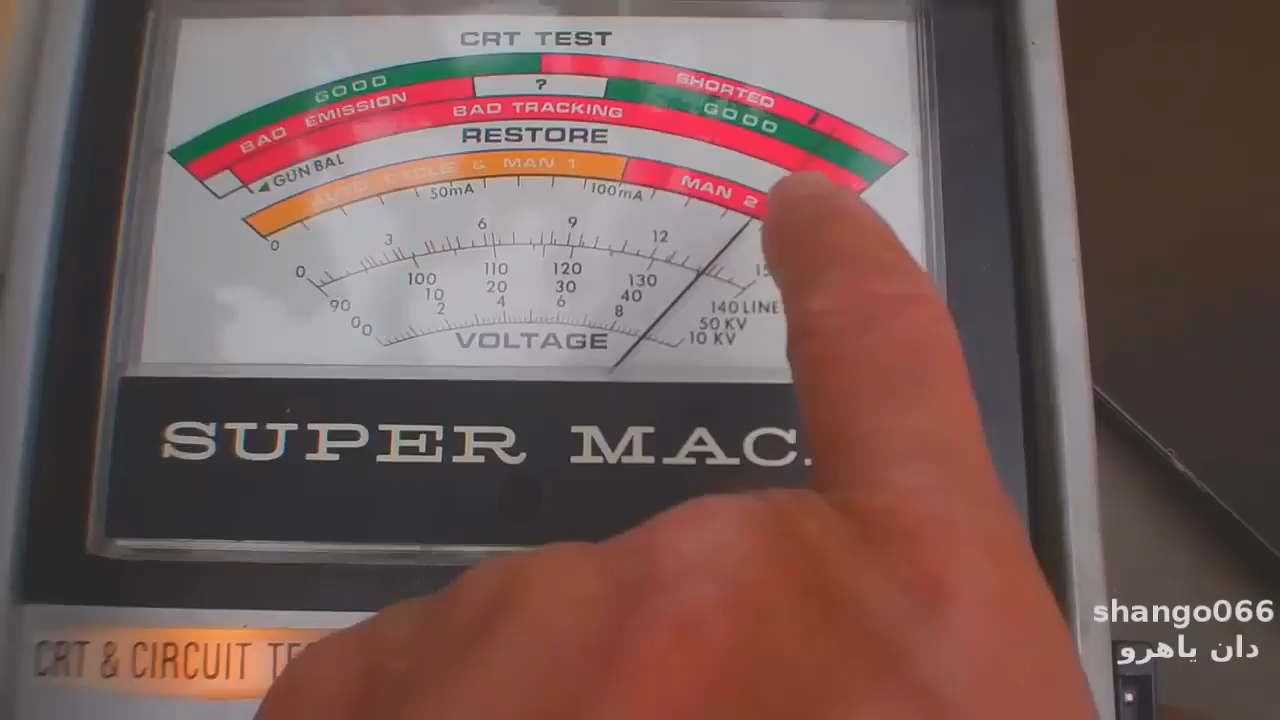 CRT TEST
GOOD SHORTED
BAD EMISSION ? GOOD
BAD TRACKING
RESTORE
◄ GUN BAL
AUTO CYCLE & MAN 1 MAN 2
0 50mA 100mA
0 3 6 9 12 15
90 100 110 120 130 140 LINE
0 10 20 30 40 50 KV
0 2 4 6 8 10 KV
VOLTAGE
SUPER MAC
CRT & CIRCUIT
shango066
دان یاهرو